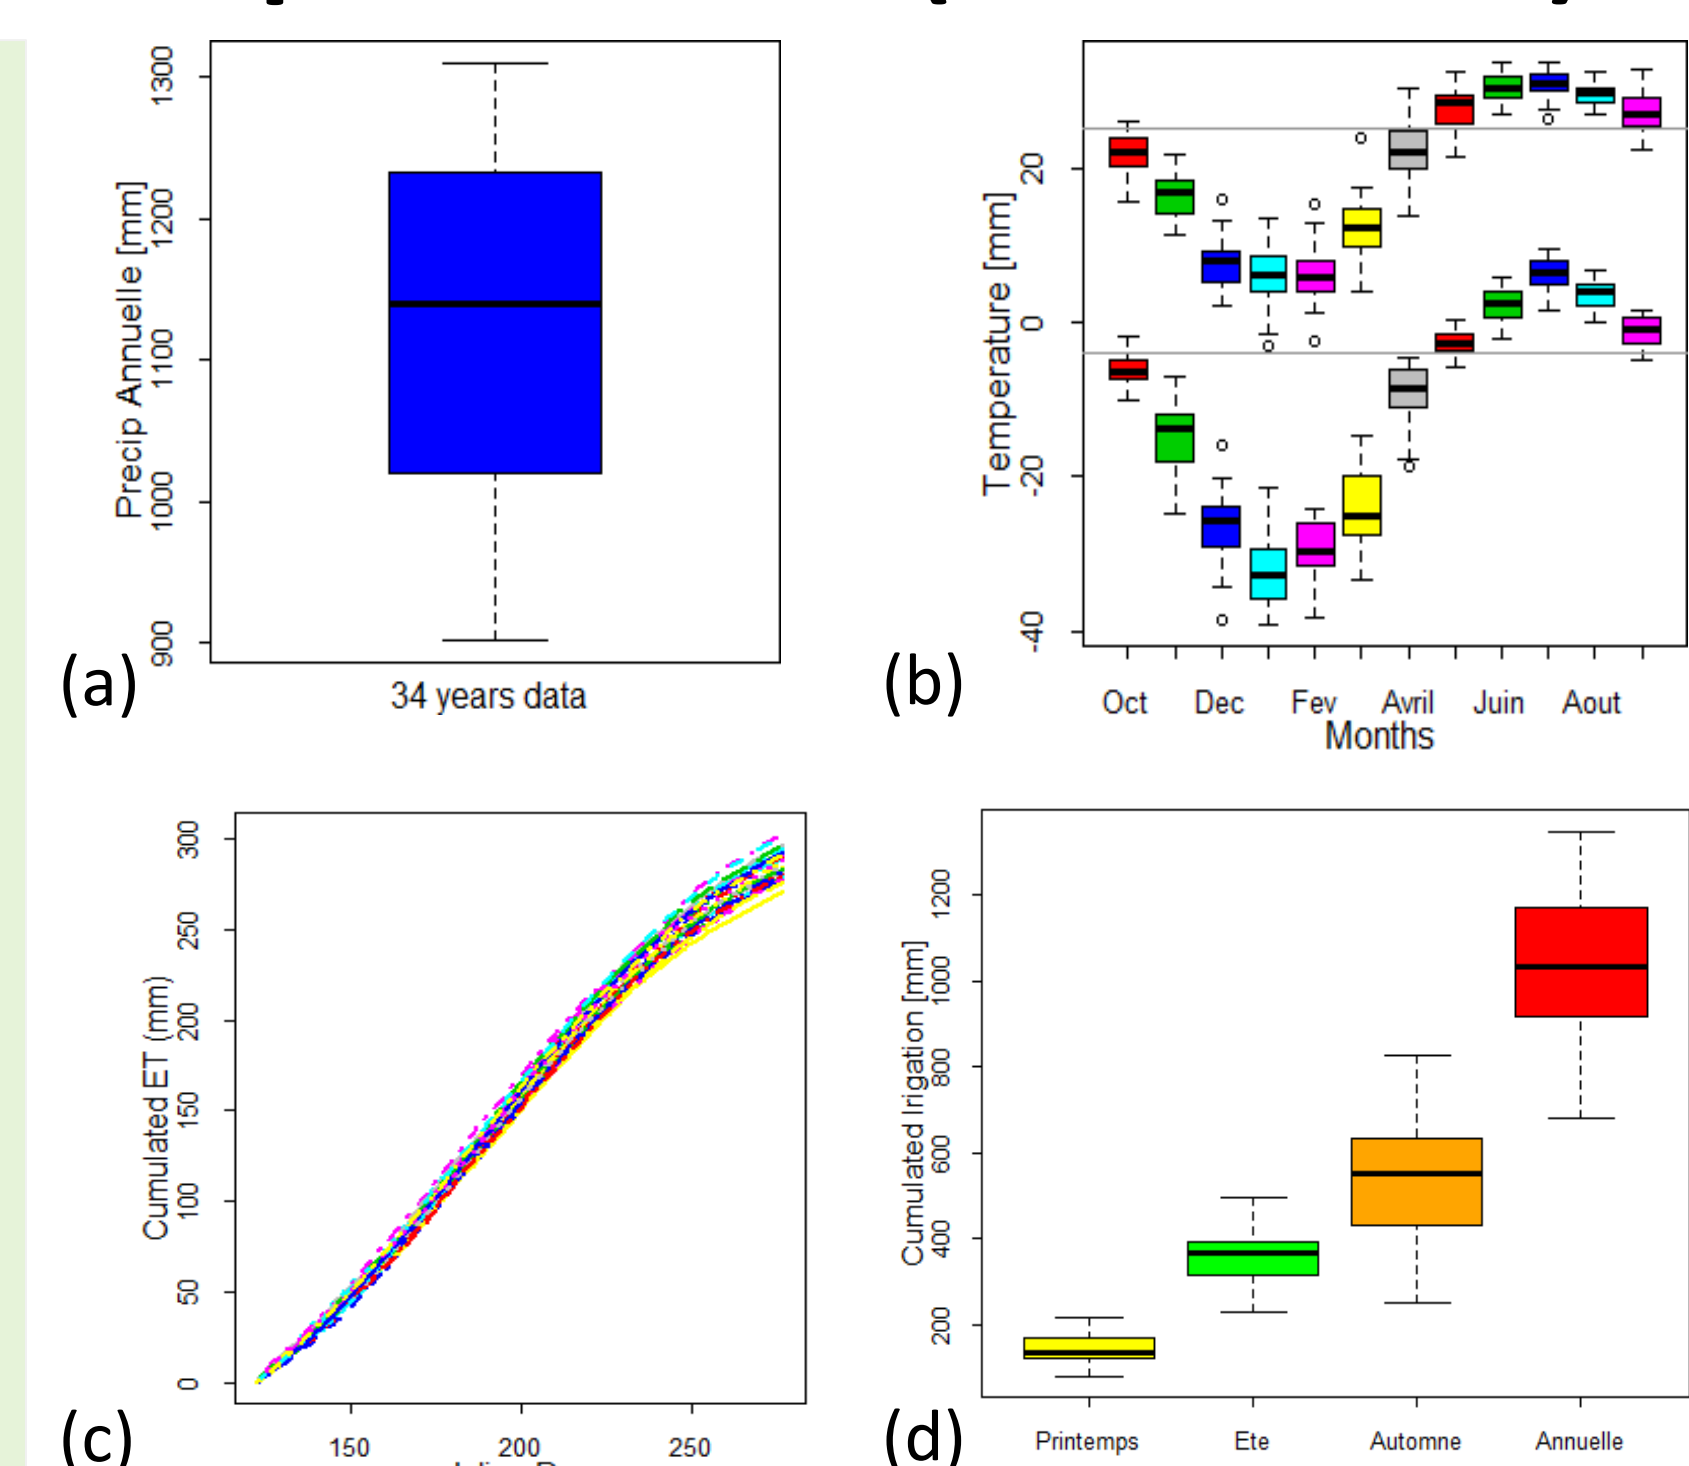 Precip Annuelle [mm]
1300
1200
1100
1000
900
34 years data
(a)
Temperature [mm]
20
0
-20
-40
Oct Dec Fev Avril Juin Aout
Months
(b)
Cumulated ET (mm)
300
250
200
150
100
50
0
150 200 250
(c)
Cumulated Irigation [mm]
1200
1000
800
600
400
200
Printemps Ete Automne Annuelle
(d)